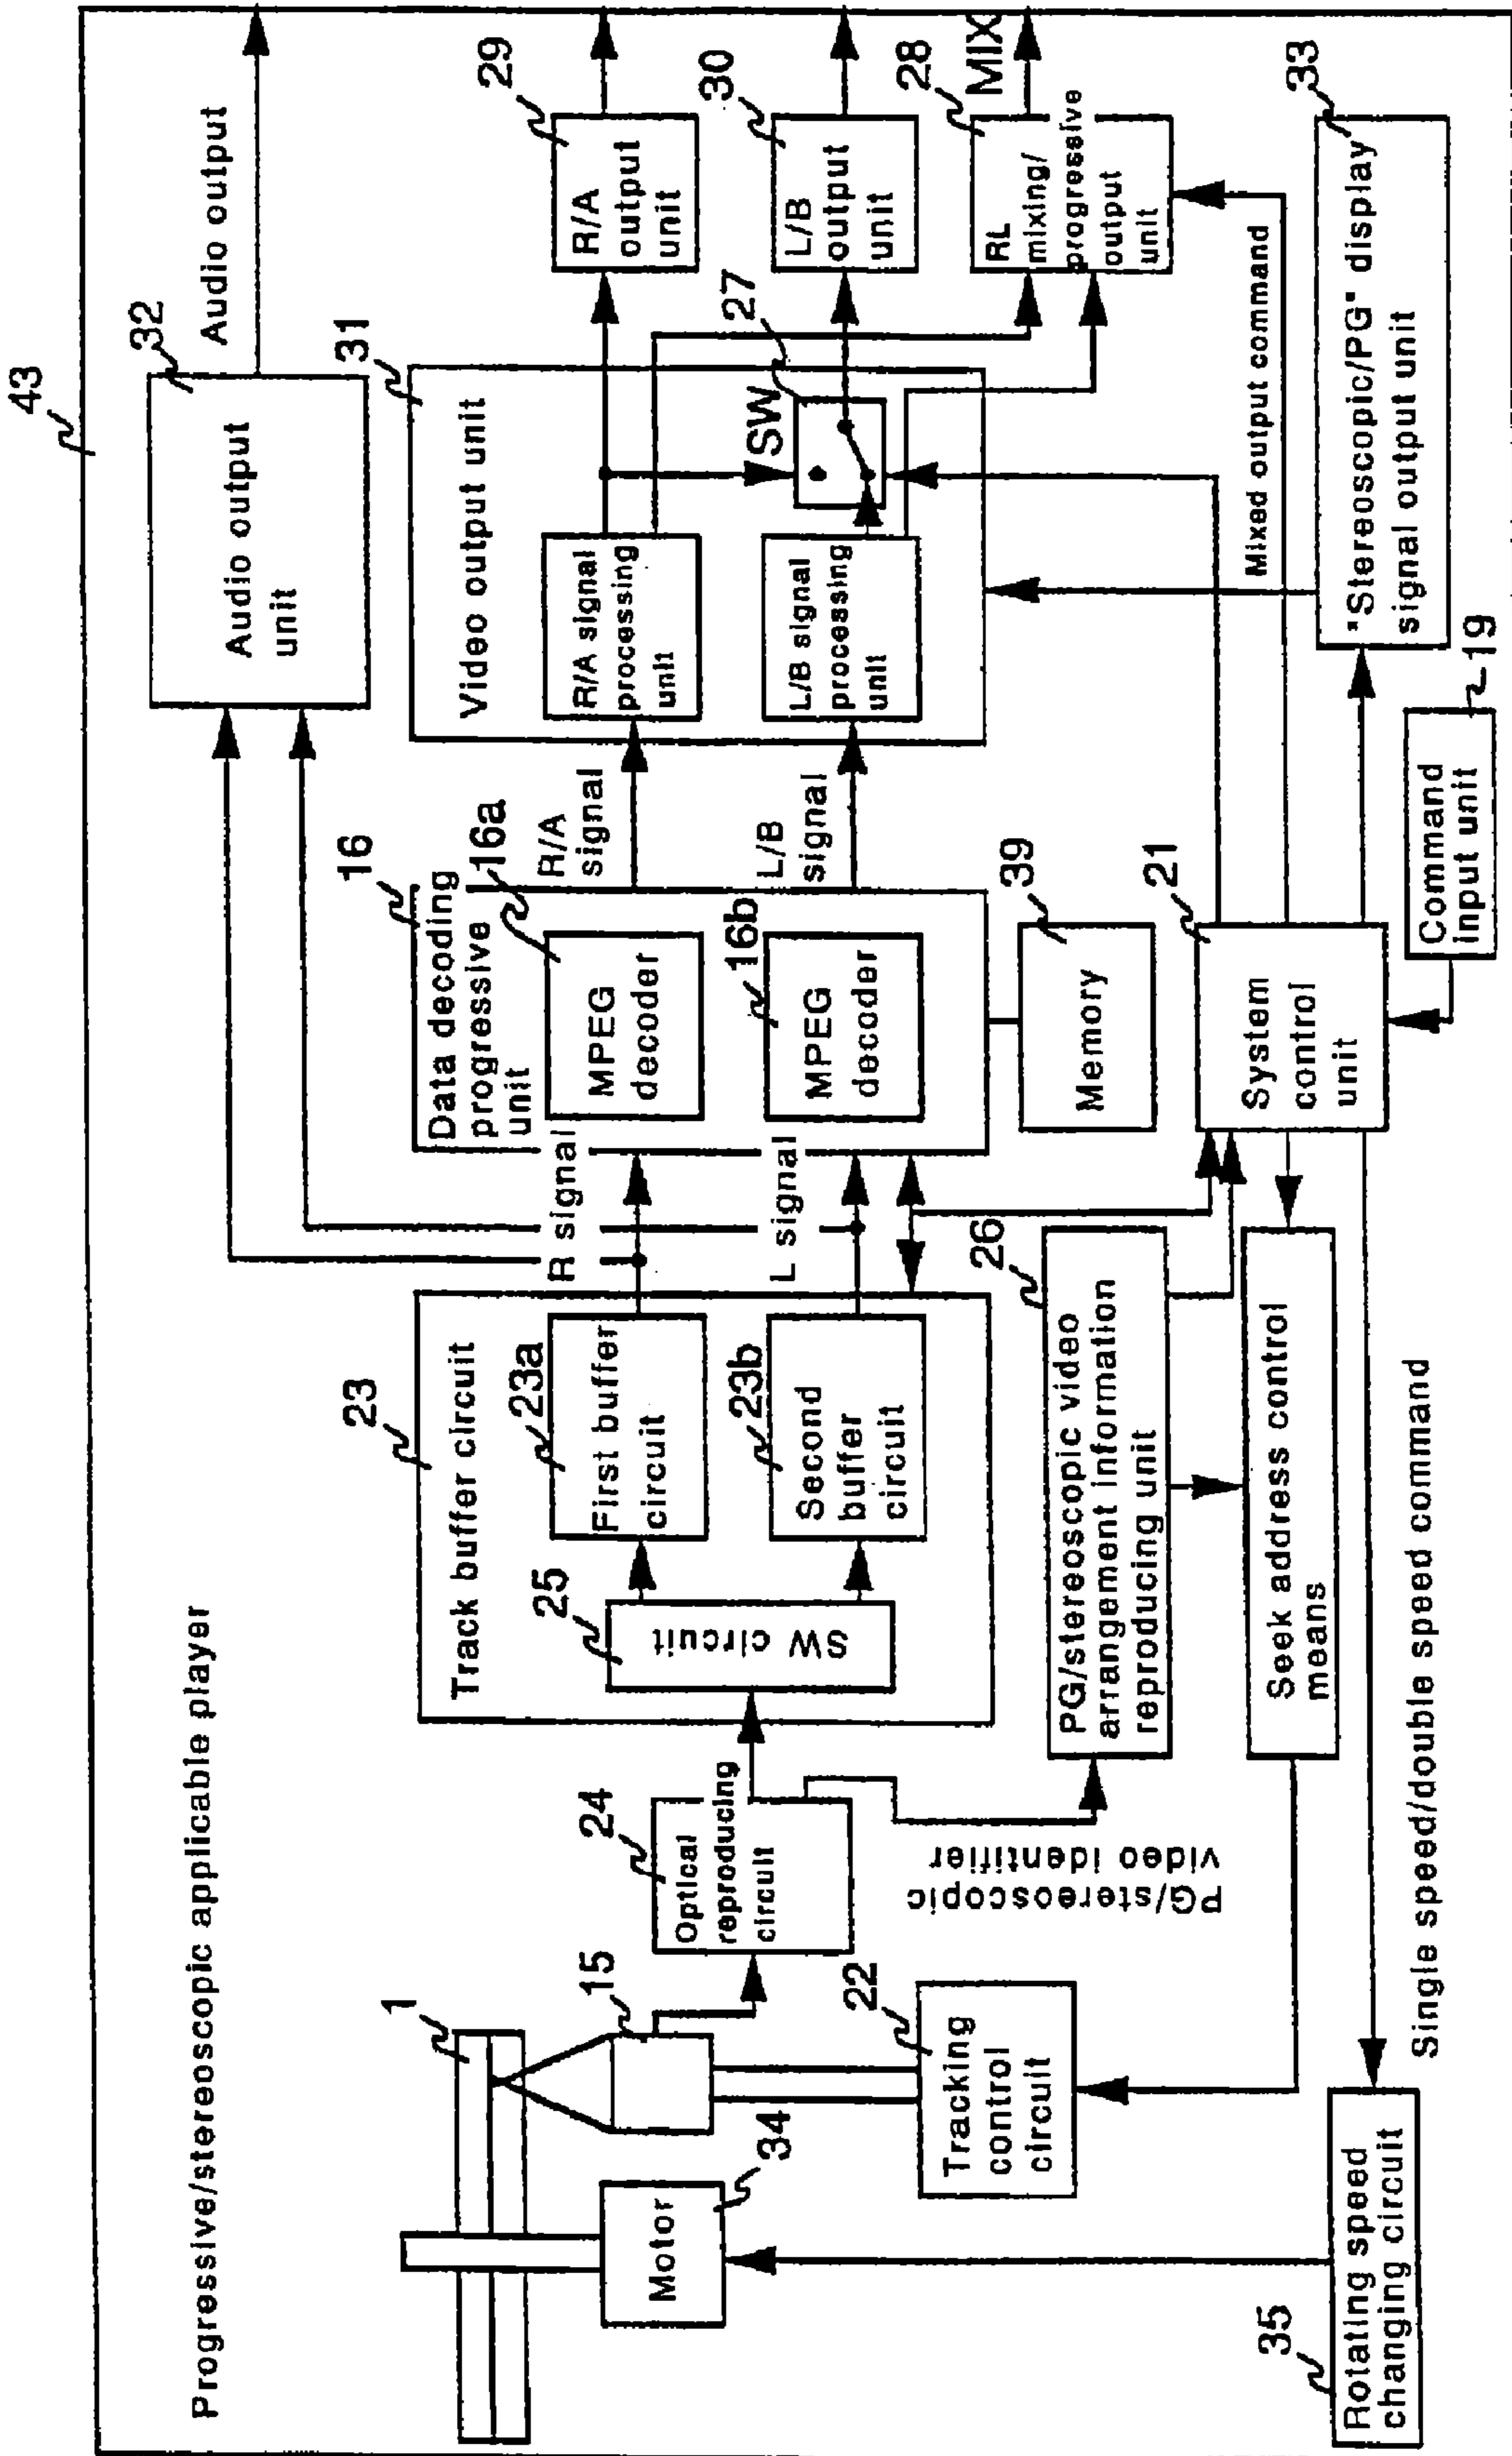 43
Progressive/stereoscopic applicable player
32
Audio output
unit
Audio output
1
15
34
Motor
22
Tracking
control
circuit
35
Rotating speed
changing circuit
24
Optical
reproducing
circuit
PG/stereoscopic
video identifier
23
Track buffer circuit
25
SW circuit
23a
First buffer
circuit
23b
Second
buffer
circuit
R signal
L signal
26
PG/stereoscopic video
arrangement information
reproducing unit
Seek address control
means
Single speed/double speed command
16
Data decoding
progressive
unit
16a
MPEG
decoder
16b
MPEG
decoder
39
Memory
21
System
control
unit
Command
input unit
19
R/A
signal
L/B
signal
31
Video output unit
R/A signal
processing
unit
L/B signal
processing
unit
SW
27
29
R/A
output
unit
30
L/B
output
unit
28
RL
mixing/
progressive
output
unit
MIX
Mixed output command
33
"Stereoscopic/PG" display
signal output unit